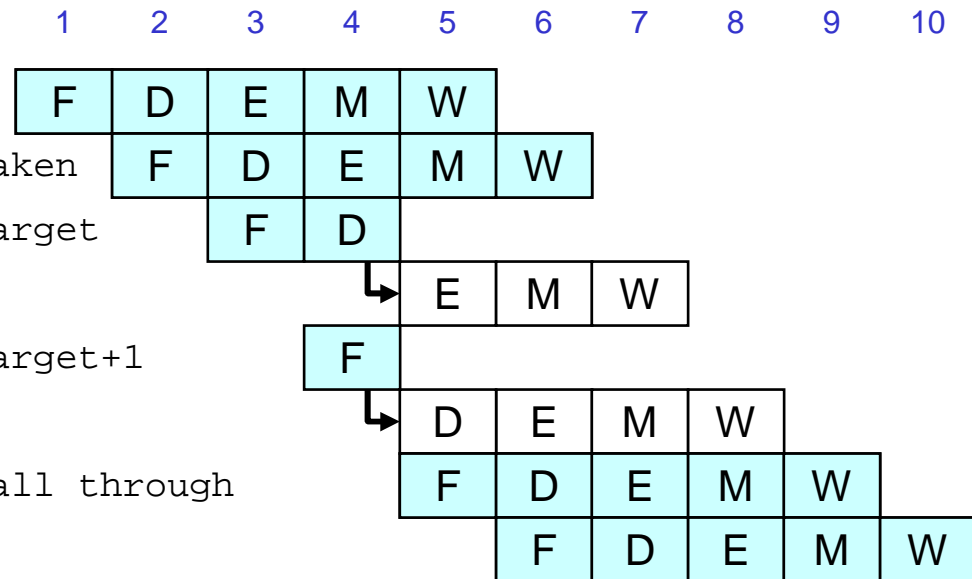 1 2 3 4 5 6 7 8 9 10
F D E M W
aken F D E M W
arget F D
E M W
arget+1 F
D E M W
all through F D E M W
F D E M W